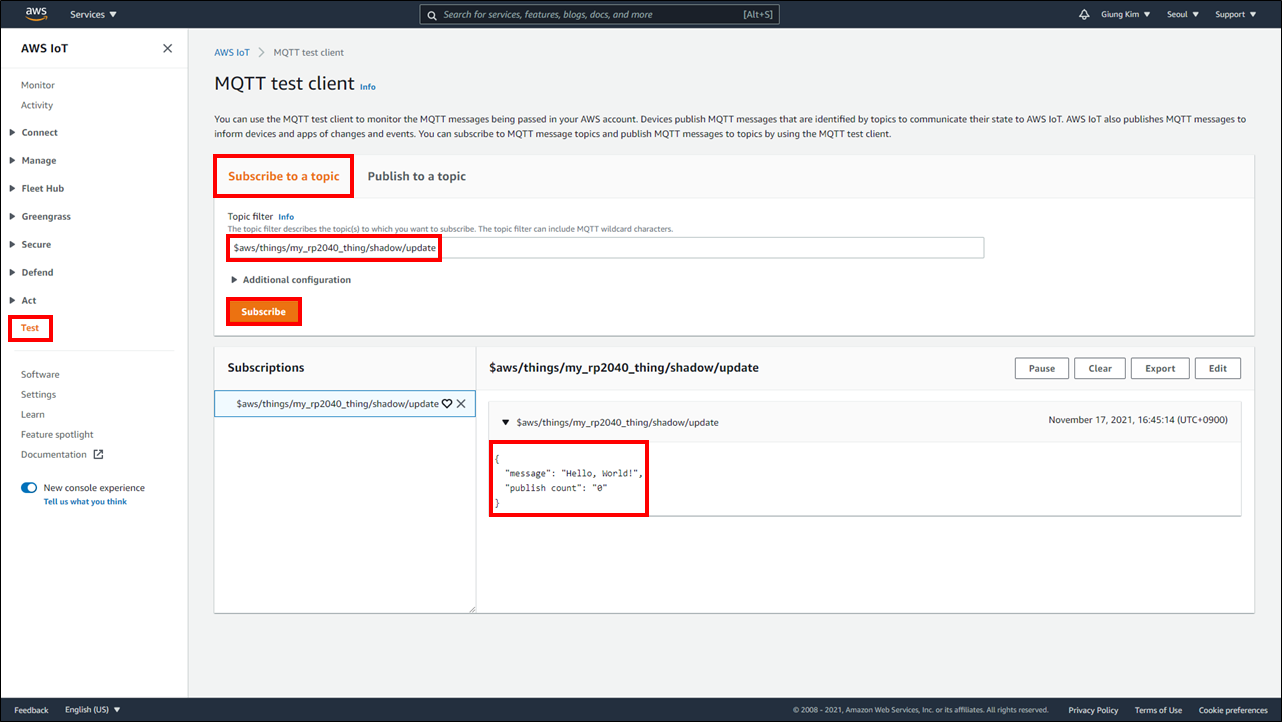 aws
Services
Search for services, features, blogs, docs, and more [Alt+S]
Giung Kim
Seoul
Support
AWS IoT
Monitor
Activity
Connect
Manage
Fleet Hub
Greengrass
Secure
Defend
Act
Test
Software
Settings
Learn
Feature spotlight
Documentation
New console experience
Tell us what you think
AWS IoT > MQTT test client
MQTT test client Info
You can use the MQTT test client to monitor the MQTT messages being passed in your AWS account. Devices publish MQTT messages that are identified by topics to communicate their state to AWS IoT. AWS IoT also publishes MQTT messages to
inform devices and apps of changes and events. You can subscribe to MQTT message topics and publish MQTT messages to topics by using the MQTT test client.
Subscribe to a topic
Publish to a topic
Topic filter Info
The topic filter describes the topic(s) to which you want to subscribe. The topic filter can include MQTT wildcard characters.
$aws/things/my_rp2040_thing/shadow/update
Additional configuration
Subscribe
Subscriptions
$aws/things/my_rp2040_thing/shadow/update
$aws/things/my_rp2040_thing/shadow/update
Pause
Clear
Export
Edit
$aws/things/my_rp2040_thing/shadow/update
November 17, 2021, 16:45:14 (UTC+0900)
{
"message": "Hello, World!",
"publish count": "0"
}
Feedback
English (US)
© 2008 - 2021, Amazon Web Services, Inc. or its affiliates. All rights reserved.
Privacy Policy
Terms of Use
Cookie preferences